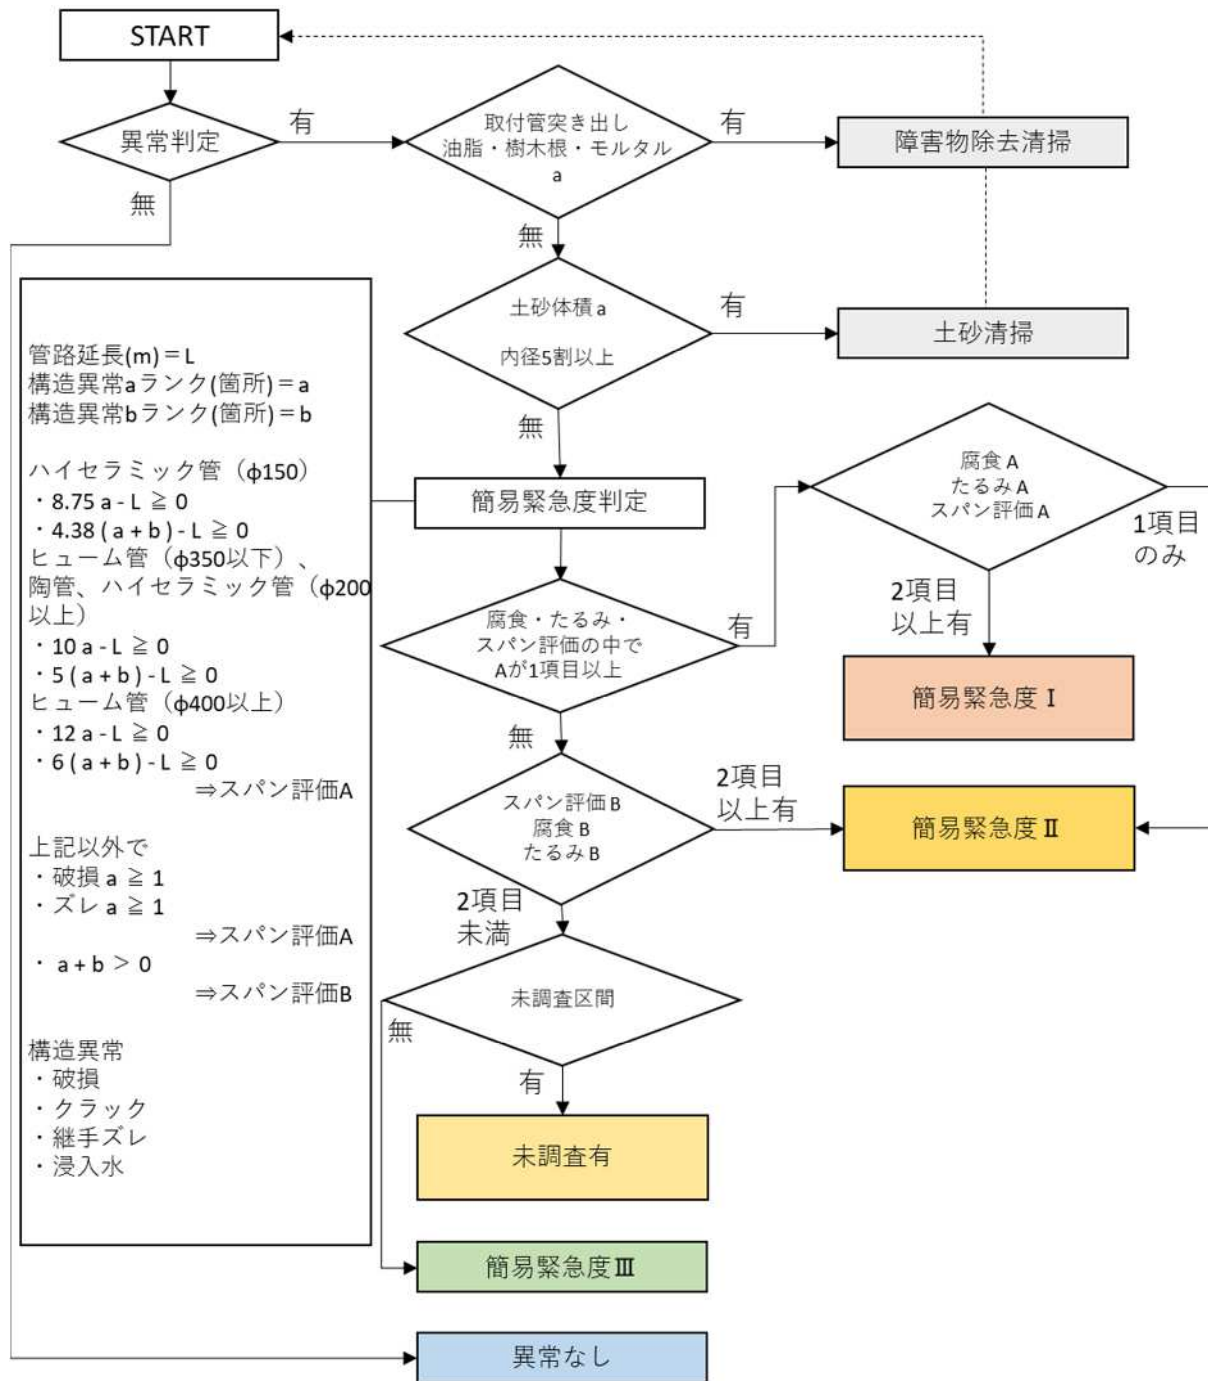 START
異常判定
有
無
取付管突き出し
油脂・樹木根・モルタル
a
有
無
障害物除去清掃
土砂体積 a
内径5割以上
有
無
土砂清掃
管路延長(m)＝L
構造異常aランク(箇所)＝a
構造異常bランク(箇所)＝b
ハイセラミック管（φ150）
・8.75 a - L ≧ 0
・4.38 ( a + b ) - L ≧ 0
ヒューム管（φ350以下）、
陶管、ハイセラミック管（φ200
以上）
・10 a - L ≧ 0
・5 ( a + b ) - L ≧ 0
ヒューム管（φ400以上）
・12 a - L ≧ 0
・6 ( a + b ) - L ≧ 0
⇒スパン評価A
上記以外で
・破損 a ≧ 1
・ズレ a ≧ 1
⇒スパン評価A
・ a + b > 0
⇒スパン評価B
構造異常
・破損
・クラック
・継手ズレ
・浸入水
簡易緊急度判定
腐食・たるみ・
スパン評価の中で
Aが1項目以上
有
無
腐食 A
たるみ A
スパン評価 A
1項目
のみ
2項目
以上有
簡易緊急度Ⅰ
スパン評価 B
腐食 B
たるみ B
2項目
以上有
簡易緊急度Ⅱ
2項目
未満
未調査区間
無
有
未調査有
簡易緊急度Ⅲ
異常なし